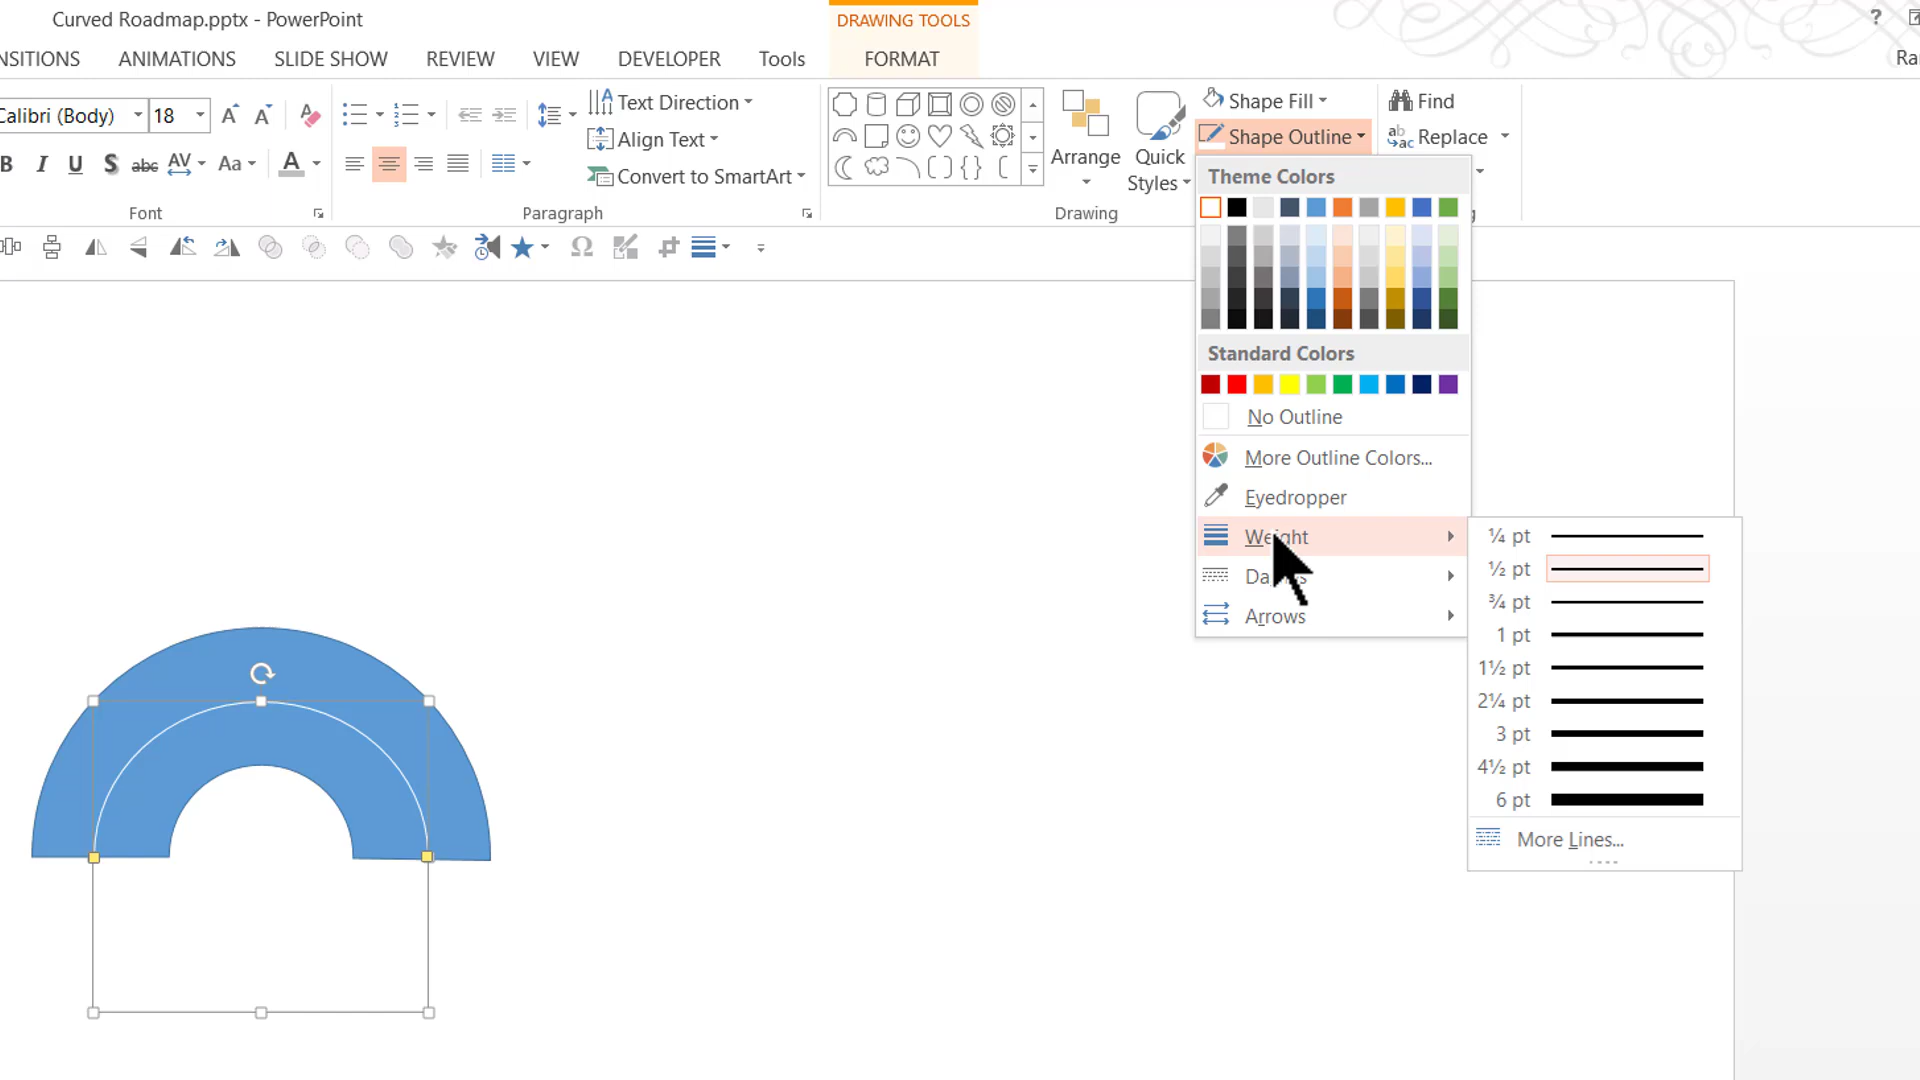 Curved Roadmap.pptx - PowerPoint
DRAWING TOOLS
?
NSITIONS ANIMATIONS SLIDE SHOW REVIEW VIEW DEVELOPER Tools FORMAT
Calibri (Body) 18
Text Direction
Shape Fill
Find
Align Text
Shape Outline
Replace
Arrange
Quick
Styles
B I U S abc AV Aa A
Convert to SmartArt
Font
Paragraph
Drawing
Theme Colors
Standard Colors
No Outline
More Outline Colors...
Eyedropper
Weight
Arrows
¼ pt
½ pt
¾ pt
1 pt
1½ pt
2¼ pt
3 pt
4½ pt
6 pt
More Lines...